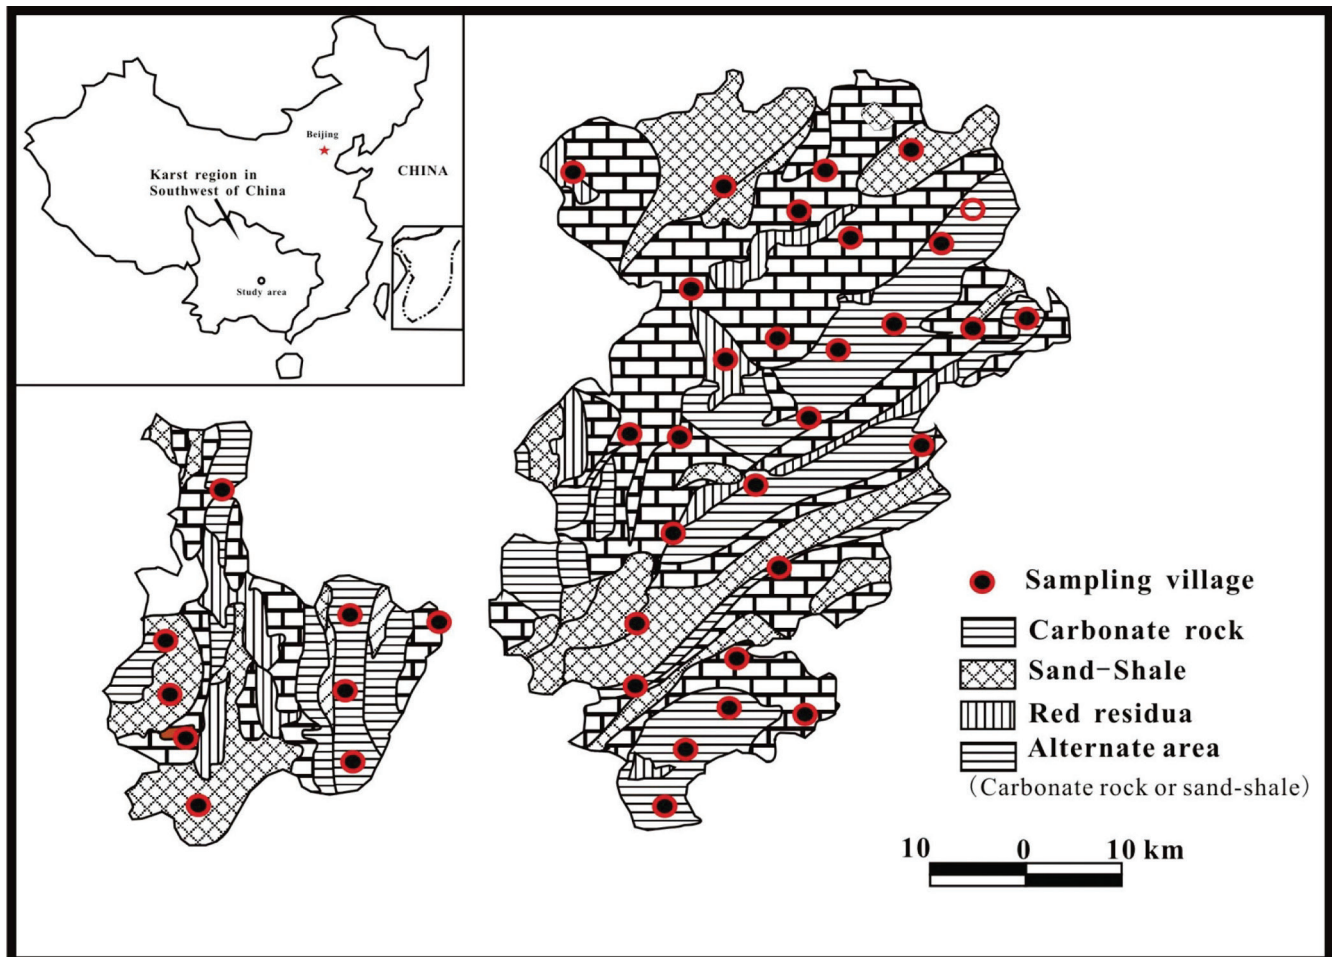 Beijing
CHINA
Karst region in
Southwest of China
Study area
Sampling village
Carbonate rock
Sand-Shale
Red residua
Alternate area
(Carbonate rock or sand-shale)
10 0 10 km